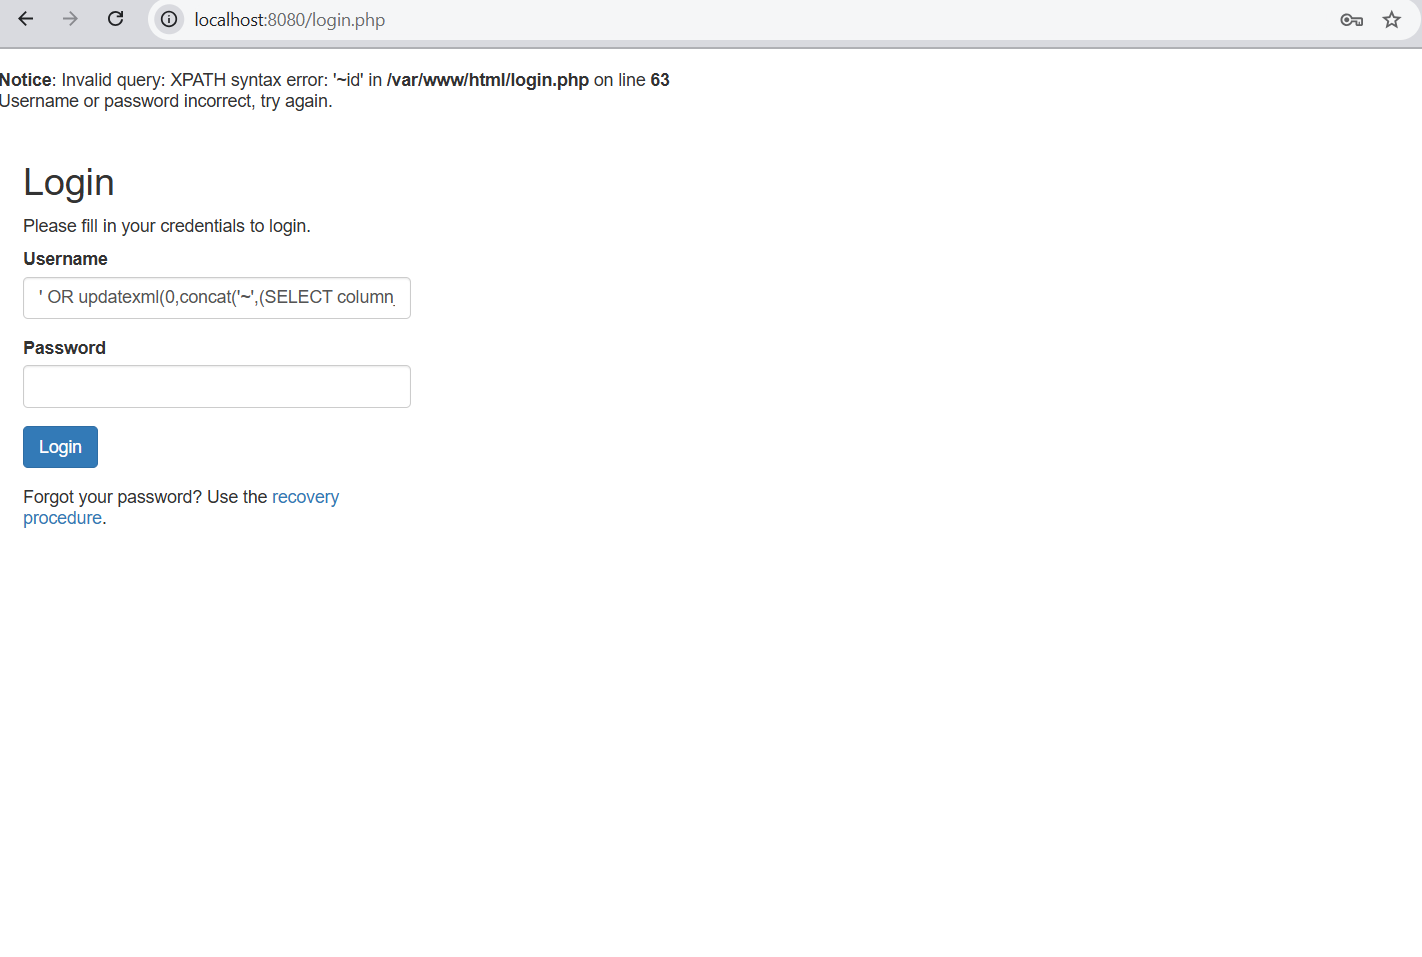 localhost:8080/login.php
Notice: Invalid query: XPATH syntax error: '~id' in /var/www/html/login.php on line 63
Username or password incorrect, try again.
Login
Please fill in your credentials to login.
Username
' OR updatexml(0,concat('~',(SELECT column_
Password
Login
Forgot your password? Use the recovery
procedure.